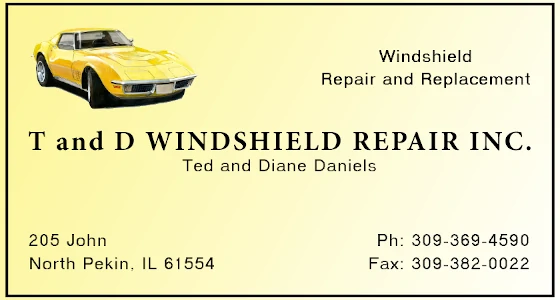 Windshield
Repair and Replacement
T and D WINDSHIELD REPAIR INC.
Ted and Diane Daniels
205 John
North Pekin, IL 61554
Ph: 309-369-4590
Fax: 309-382-0022